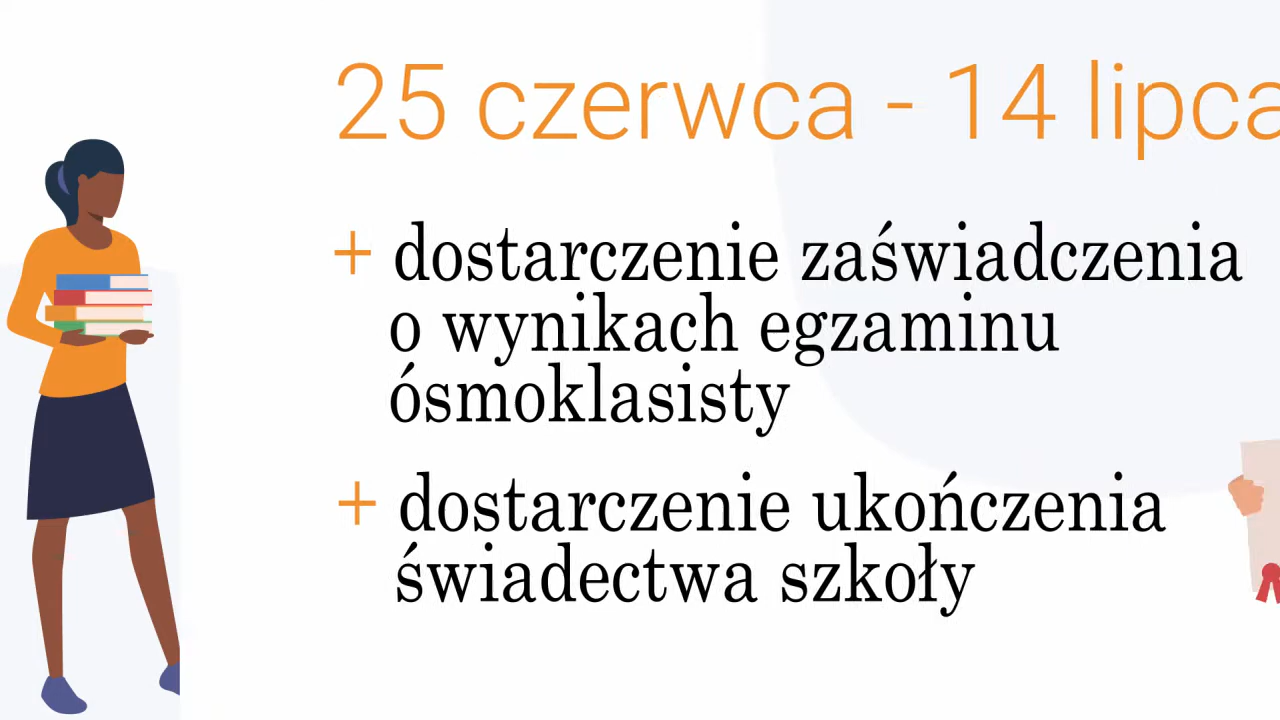 25 czerwca - 14 lipca
+ dostarczenie zaświadczenia
o wynikach egzaminu
ósmoklasisty
+ dostarczenie ukończenia
świadectwa szkoły